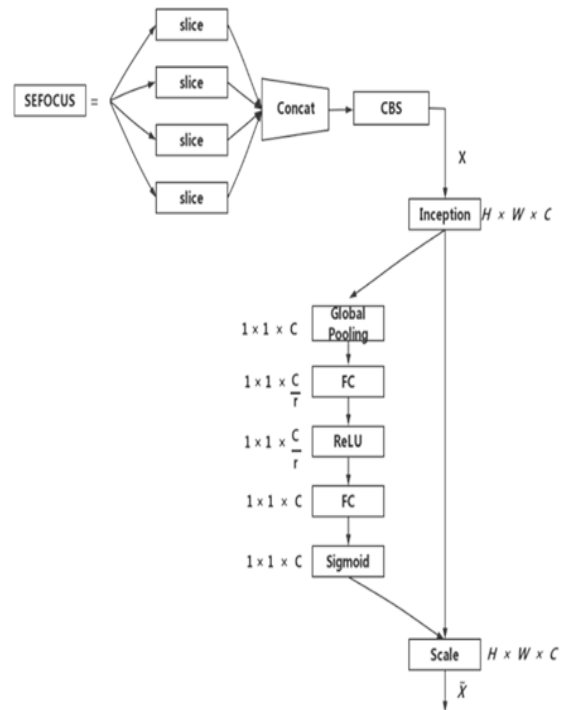 slice
slice
SEFOCUS =
Concat
CBS
slice
slice
X
Inception H × W × C
1 × 1 × C Global Pooling
1 × 1 × C/r FC
1 × 1 × C/r ReLU
1 × 1 × C FC
1 × 1 × C Sigmoid
Scale H × W × C
X̃